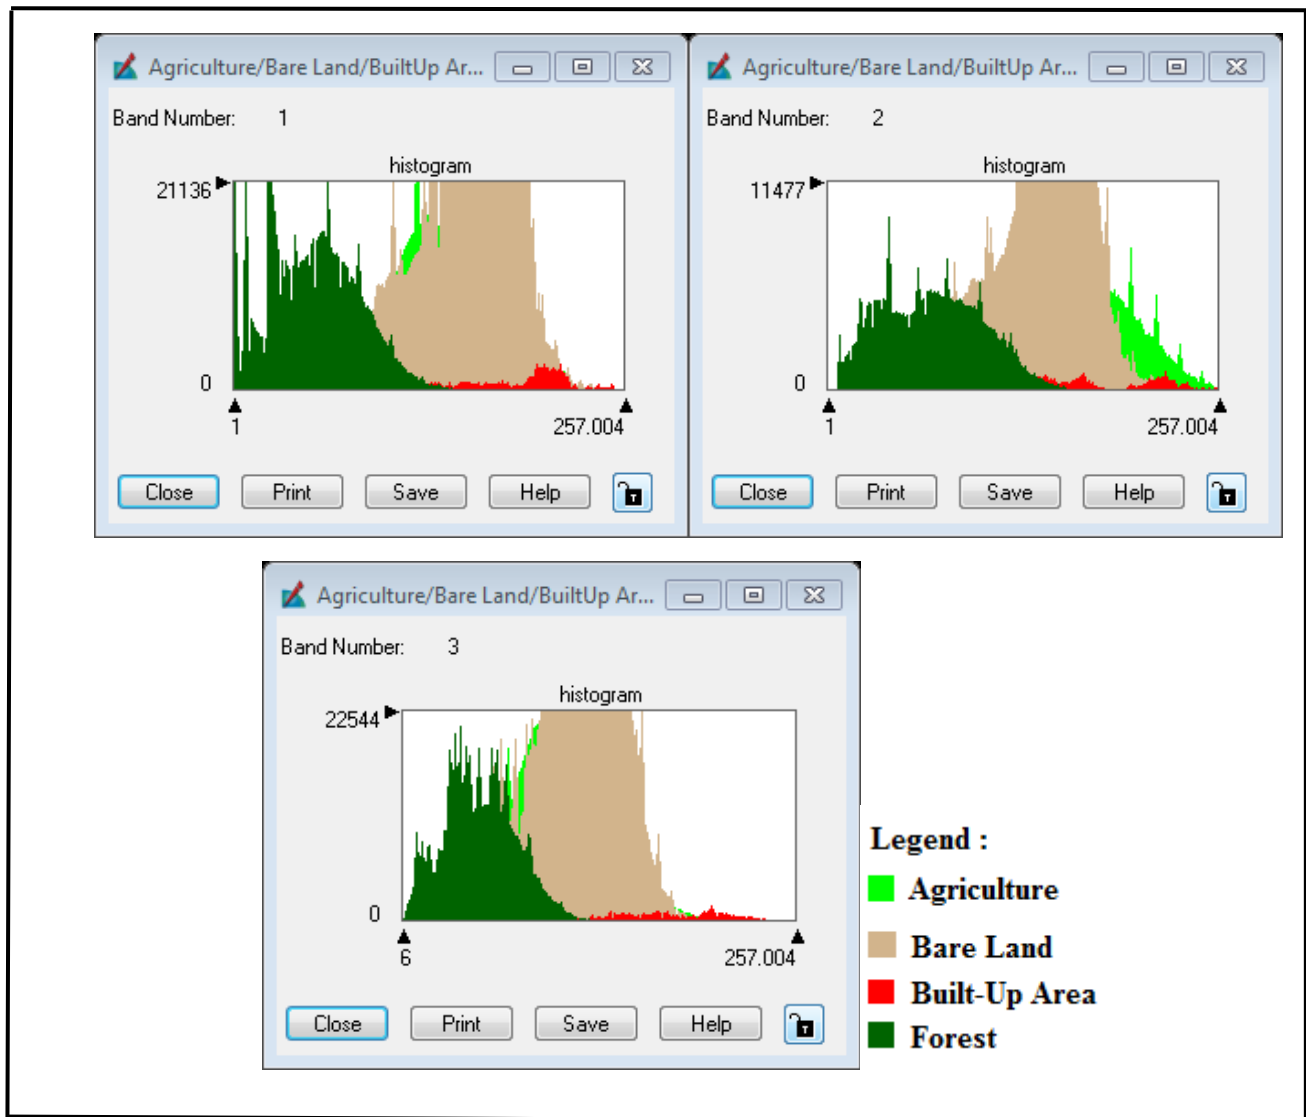 Agriculture/Bare Land/BuiltUp Ar...
Band Number: 1
histogram
21136
0
1 257.004
Close Print Save Help
Agriculture/Bare Land/BuiltUp Ar...
Band Number: 2
histogram
11477
0
1 257.004
Close Print Save Help
Agriculture/Bare Land/BuiltUp Ar...
Band Number: 3
histogram
22544
0
6 257.004
Close Print Save Help
Legend :
Agriculture
Bare Land
Built-Up Area
Forest